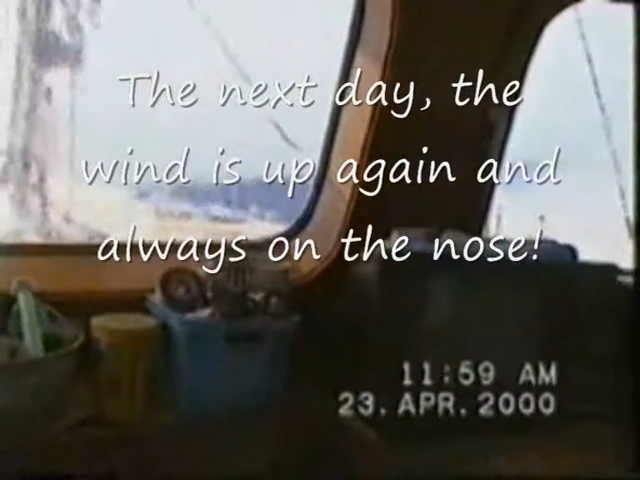 The next day, the
wind is up again and
always on the nose!
11:59 AM
23. APR. 2000